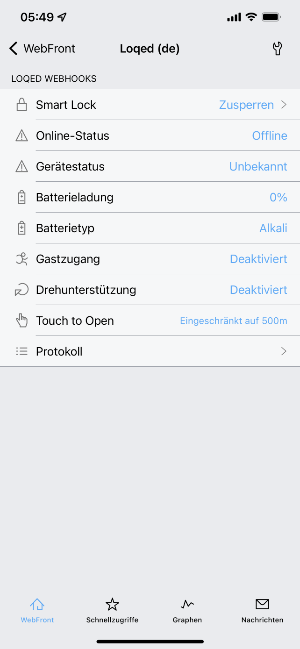 05:49
WebFront
Loqed (de)
LOQED WEBHOOKS
Smart Lock
Zusperren
Online-Status
Offline
Gerätestatus
Unbekannt
Batterieladung
0%
Batterietyp
Alkali
Gastzugang
Deaktiviert
Drehunterstützung
Deaktiviert
Touch to Open
Eingeschränkt auf 500m
Protokoll
WebFront
Schnellzugriffe
Graphen
Nachrichten